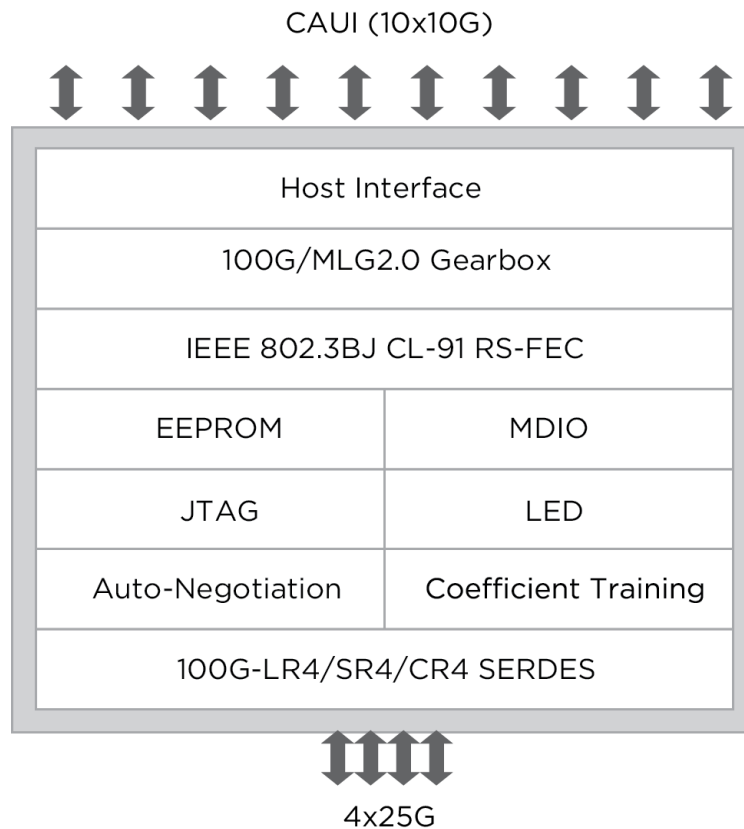 CAUI (10x10G)
Host Interface
100G/MLG2.0 Gearbox
IEEE 802.3BJ CL-91 RS-FEC
EEPROM
MDIO
JTAG
LED
Auto-Negotiation
Coefficient Training
100G-LR4/SR4/CR4 SERDES
4x25G